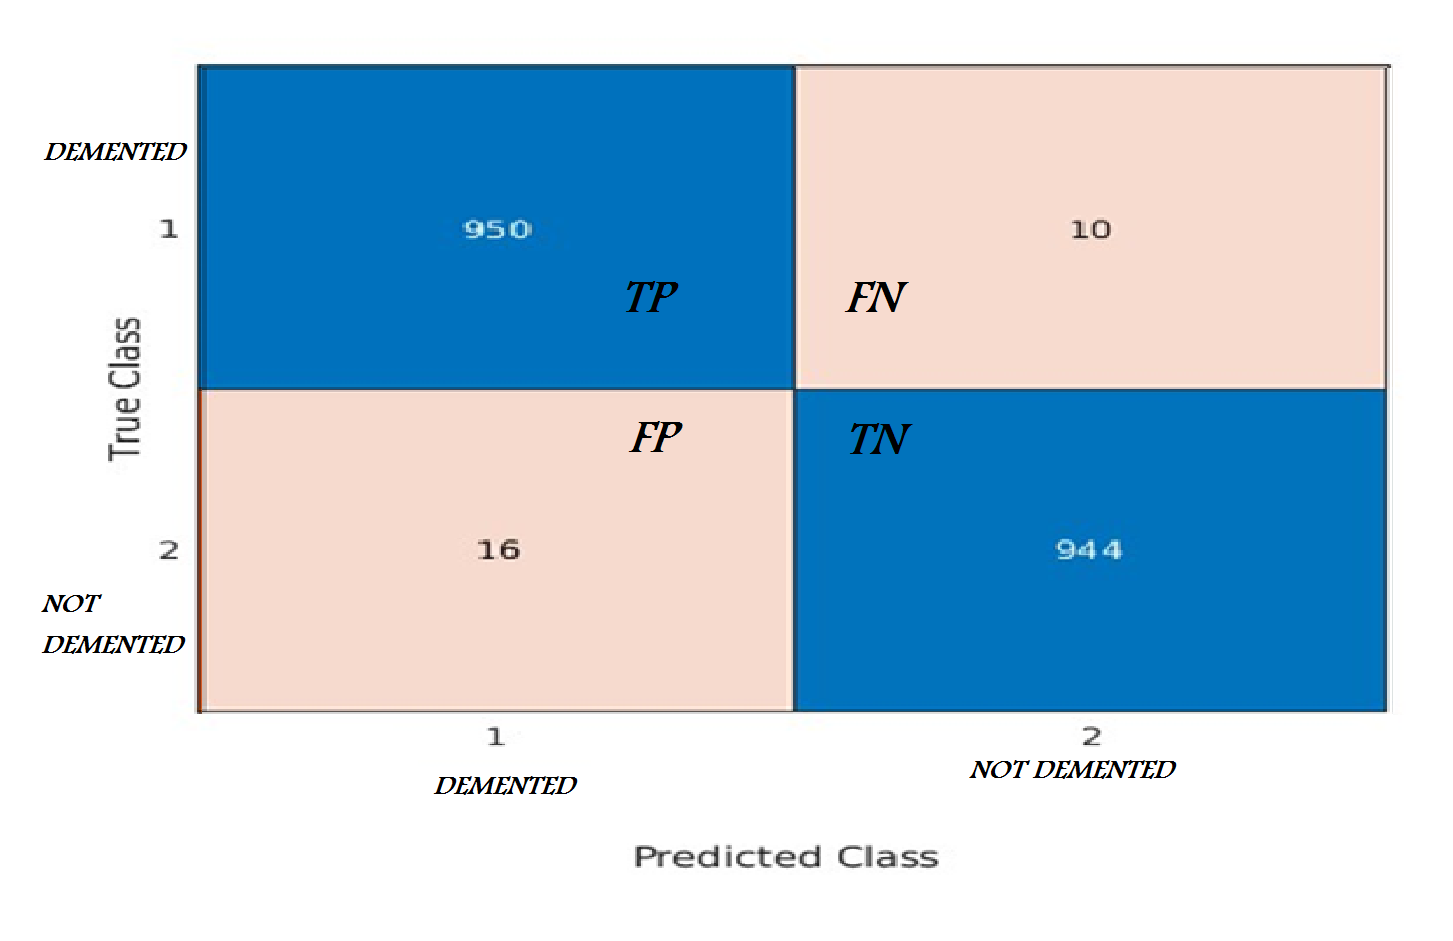 DEMENTED
1
950
10
TP
FN
True Class
FP
TN
2
16
944
NOT
DEMENTED
1
2
DEMENTED
NOT DEMENTED
Predicted Class